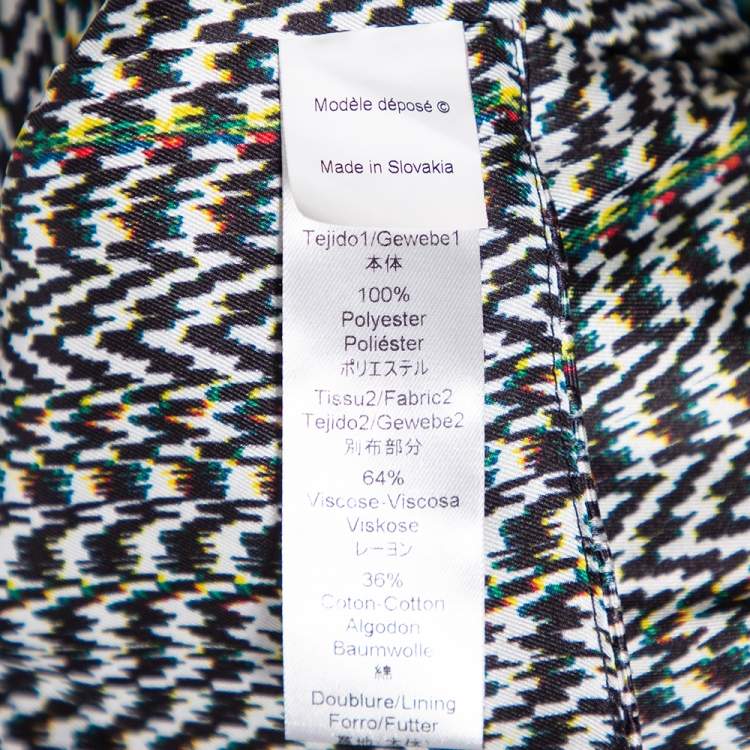 Modèle déposé ©
Made in Slovakia
Tejido1/Gewebe1
本体
100%
Polyester
Poliéster
ポリエステル
Tissu2/Fabric2
Tejido2/Gewebe2
別布部分
64%
Viscose-Viscosa
Viskose
レーヨン
36%
Coton-Cotton
Algodon
Baumwolle
綿
Doublure/Lining
Forro/Futter